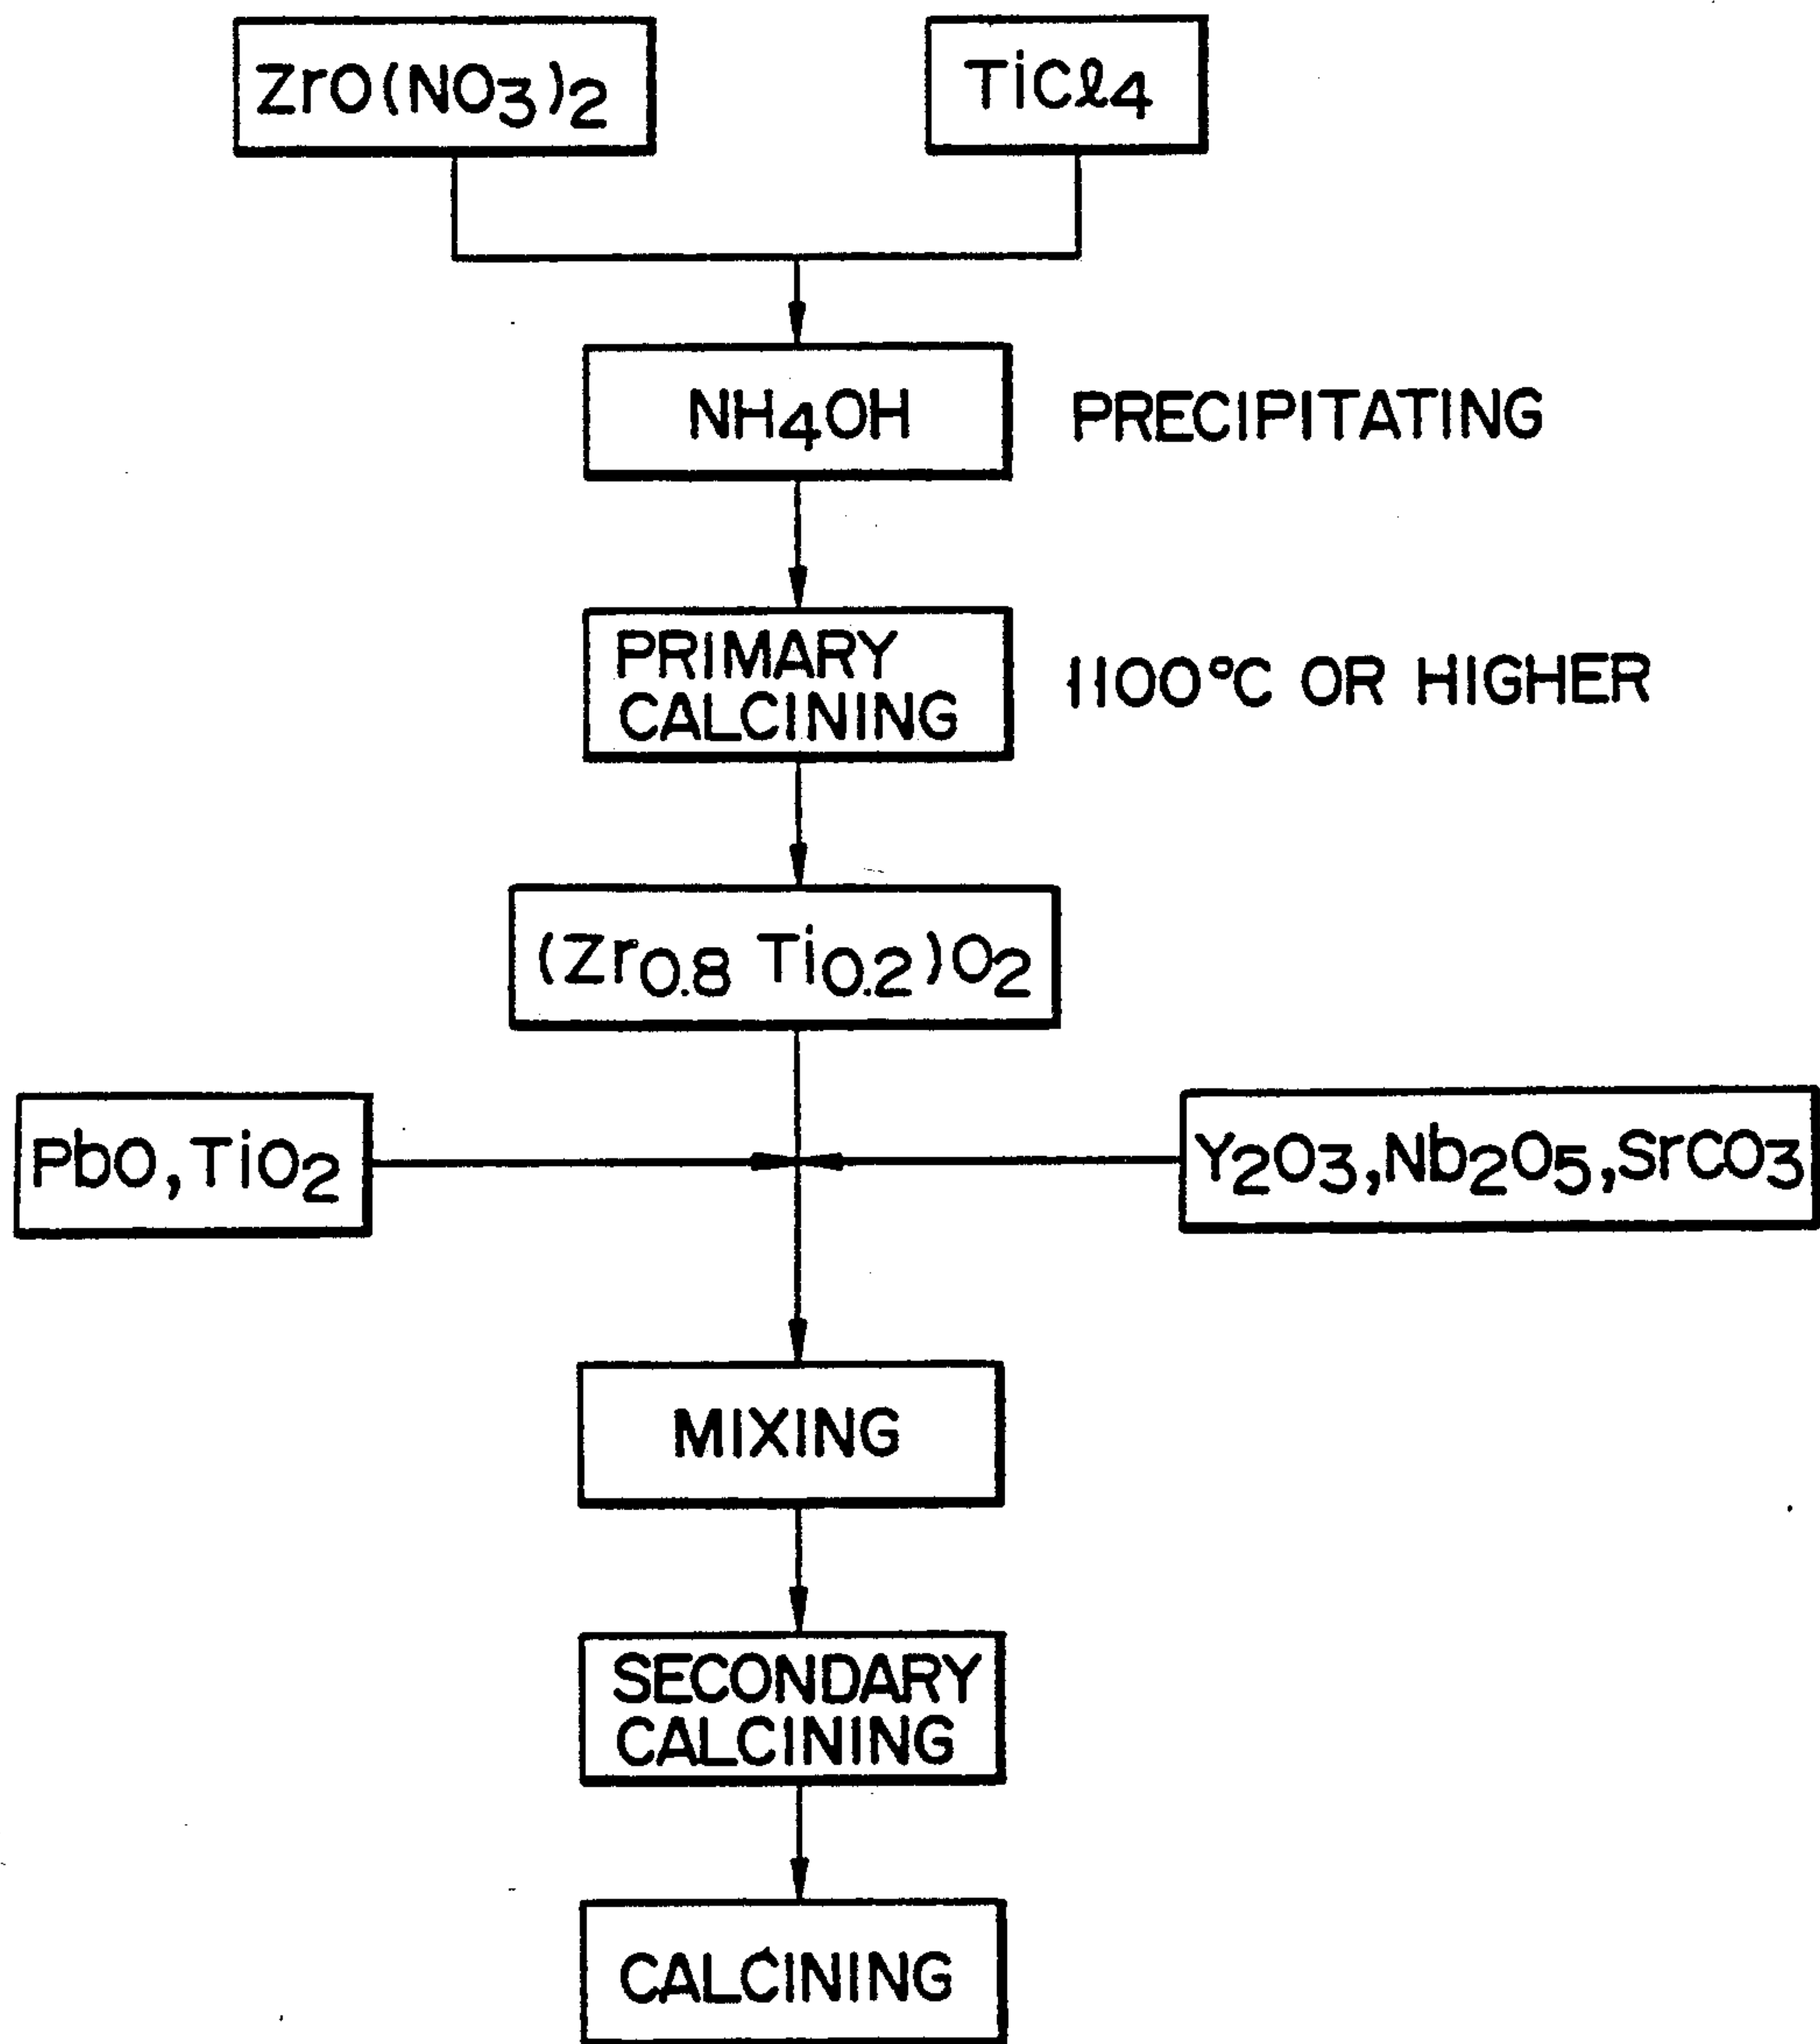 ZrO(NO3)2
TiCl4
NH4OH
PRECIPITATING
PRIMARY
CALCINING
1100°C OR HIGHER
(Zr0.8 Ti0.2)O2
PbO,TiO2
Y2O3,Nb2O5,SrCO3
MIXING
SECONDARY
CALCINING
CALCINING